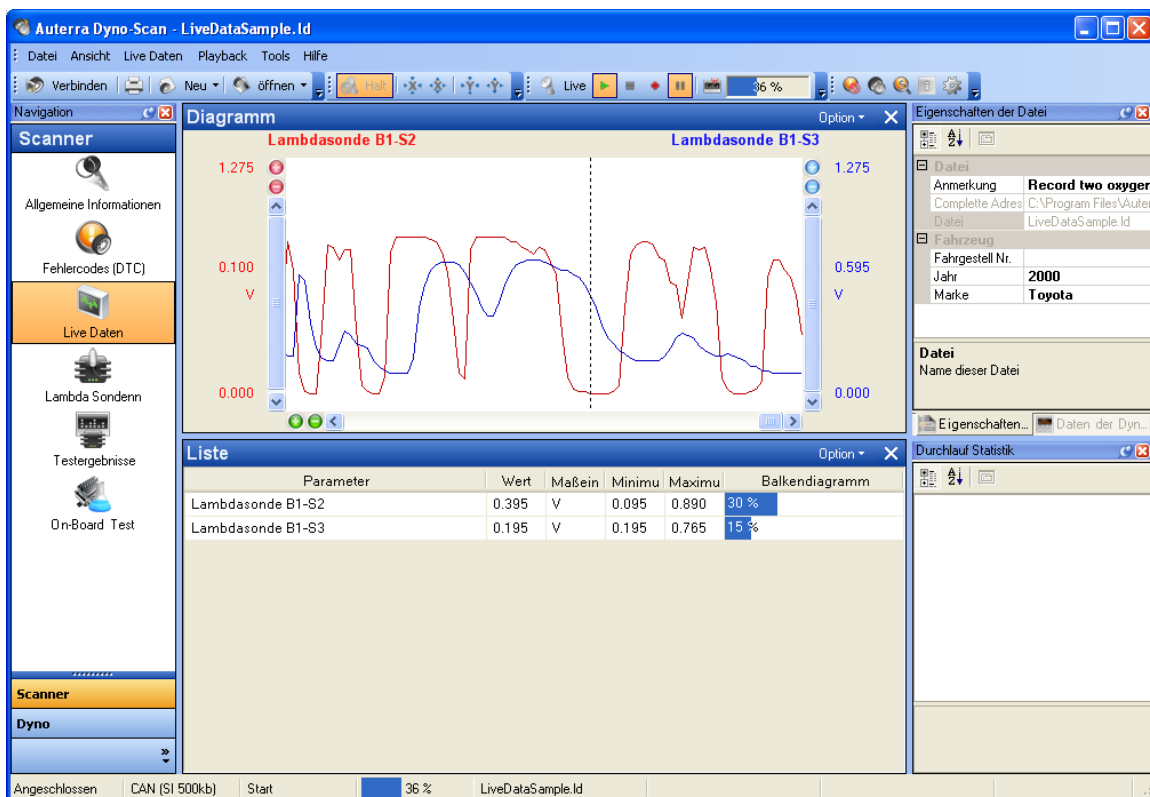 Auterra Dyno-Scan - LiveDataSample.ld
Datei Ansicht Live Daten Playback Tools Hilfe
Verbinden Neu öffnen Halt Live 36 %
Navigation
Scanner
Allgemeine Informationen
Fehlercodes (DTC)
Live Daten
Lambda Sondenn
Testergebnisse
On-Board Test
Scanner
Dyno
Diagramm Option
Lambdasonde B1-S2 Lambdasonde B1-S3
1.275 1.275
0.100 0.595
V V
0.000 0.000
Liste Option
Parameter Wert Maßein Minimu Maximu Balkendiagramm
Lambdasonde B1-S2 0.395 V 0.095 0.890 30 %
Lambdasonde B1-S3 0.195 V 0.195 0.765 15 %
Eigenschaften der Datei
Datei
Anmerkung Record two oxyger
Complette Adres C:\Program Files\Auter
Datei LiveDataSample.ld
Fahrzeug
Fahrgestell Nr.
Jahr 2000
Marke Toyota
Datei
Name dieser Datei
Eigenschaften... Daten der Dyn...
Durchlauf Statistik
Angeschlossen CAN (SI 500kb) Start 36 % LiveDataSample.ld